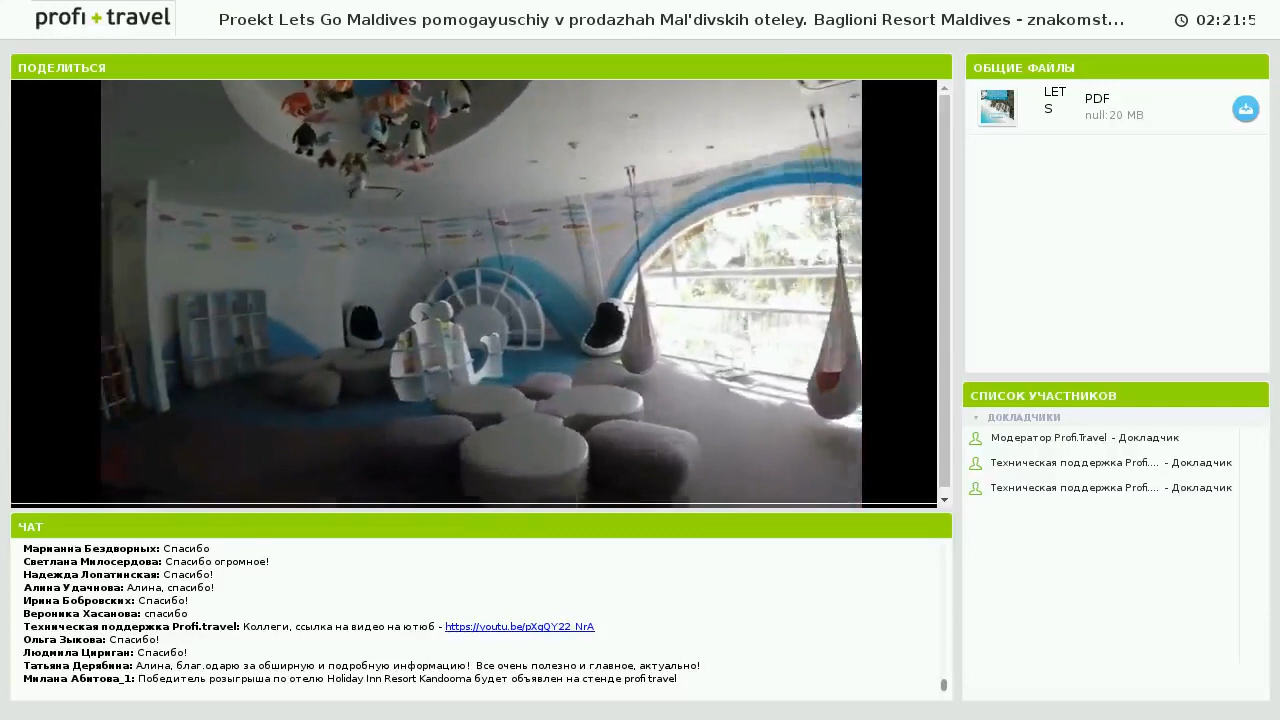 profi + travel
Proekt Lets Go Maldives pomogayuschiy v prodazhah Mal'divskih oteley. Baglioni Resort Maldives - znakomst...
02:21:5
ПОДЕЛИТЬСЯ
ОБЩИЕ ФАЙЛЫ
LET
S
PDF
null:20 MB
СПИСОК УЧАСТНИКОВ
ДОКЛАДЧИКИ
Модератор Profi.Travel - Докладчик
Техническая поддержка Profi.... - Докладчик
Техническая поддержка Profi.... - Докладчик
ЧАТ
Марианна Бездворных: Спасибо
Светлана Милосердова: Спасибо огромное!
Надежда Лопатинская: Спасибо!
Алина Удачнова: Алина, спасибо!
Ирина Бобровских: Спасибо!
Вероника Хасанова: спасибо
Техническая поддержка Profi.travel: Коллеги, ссылка на видео на ютюб - https://youtu.be/pXgQY22_NrA
Ольга Зыкова: Спасибо!
Людмила Цириган: Спасибо!
Татьяна Дерябина: Алина, благ.одарю за обширную и подробную информацию! Все очень полезно и главное, актуально!
Милана Абитова_1: Победитель розыгрыша по отелю Holiday Inn Resort Kandooma будет объявлен на стенде profi travel